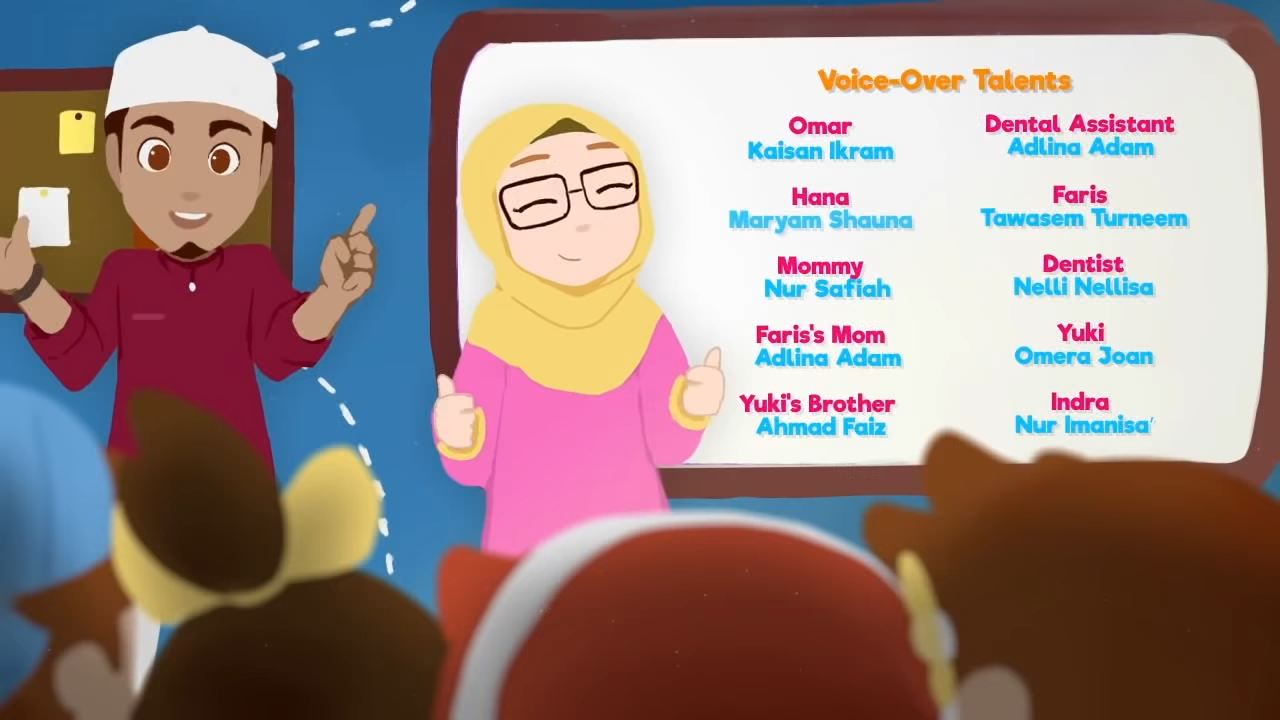 Voice-Over Talents
Omar
Kaisan Ikram
Hana
Maryam Shauna
Mommy
Nur Safiah
Faris's Mom
Adlina Adam
Yuki's Brother
Ahmad Faiz
Dental Assistant
Adlina Adam
Faris
Tawasem Turneem
Dentist
Nelli Nellisa
Yuki
Omera Joan
Indra
Nur Imanisa'